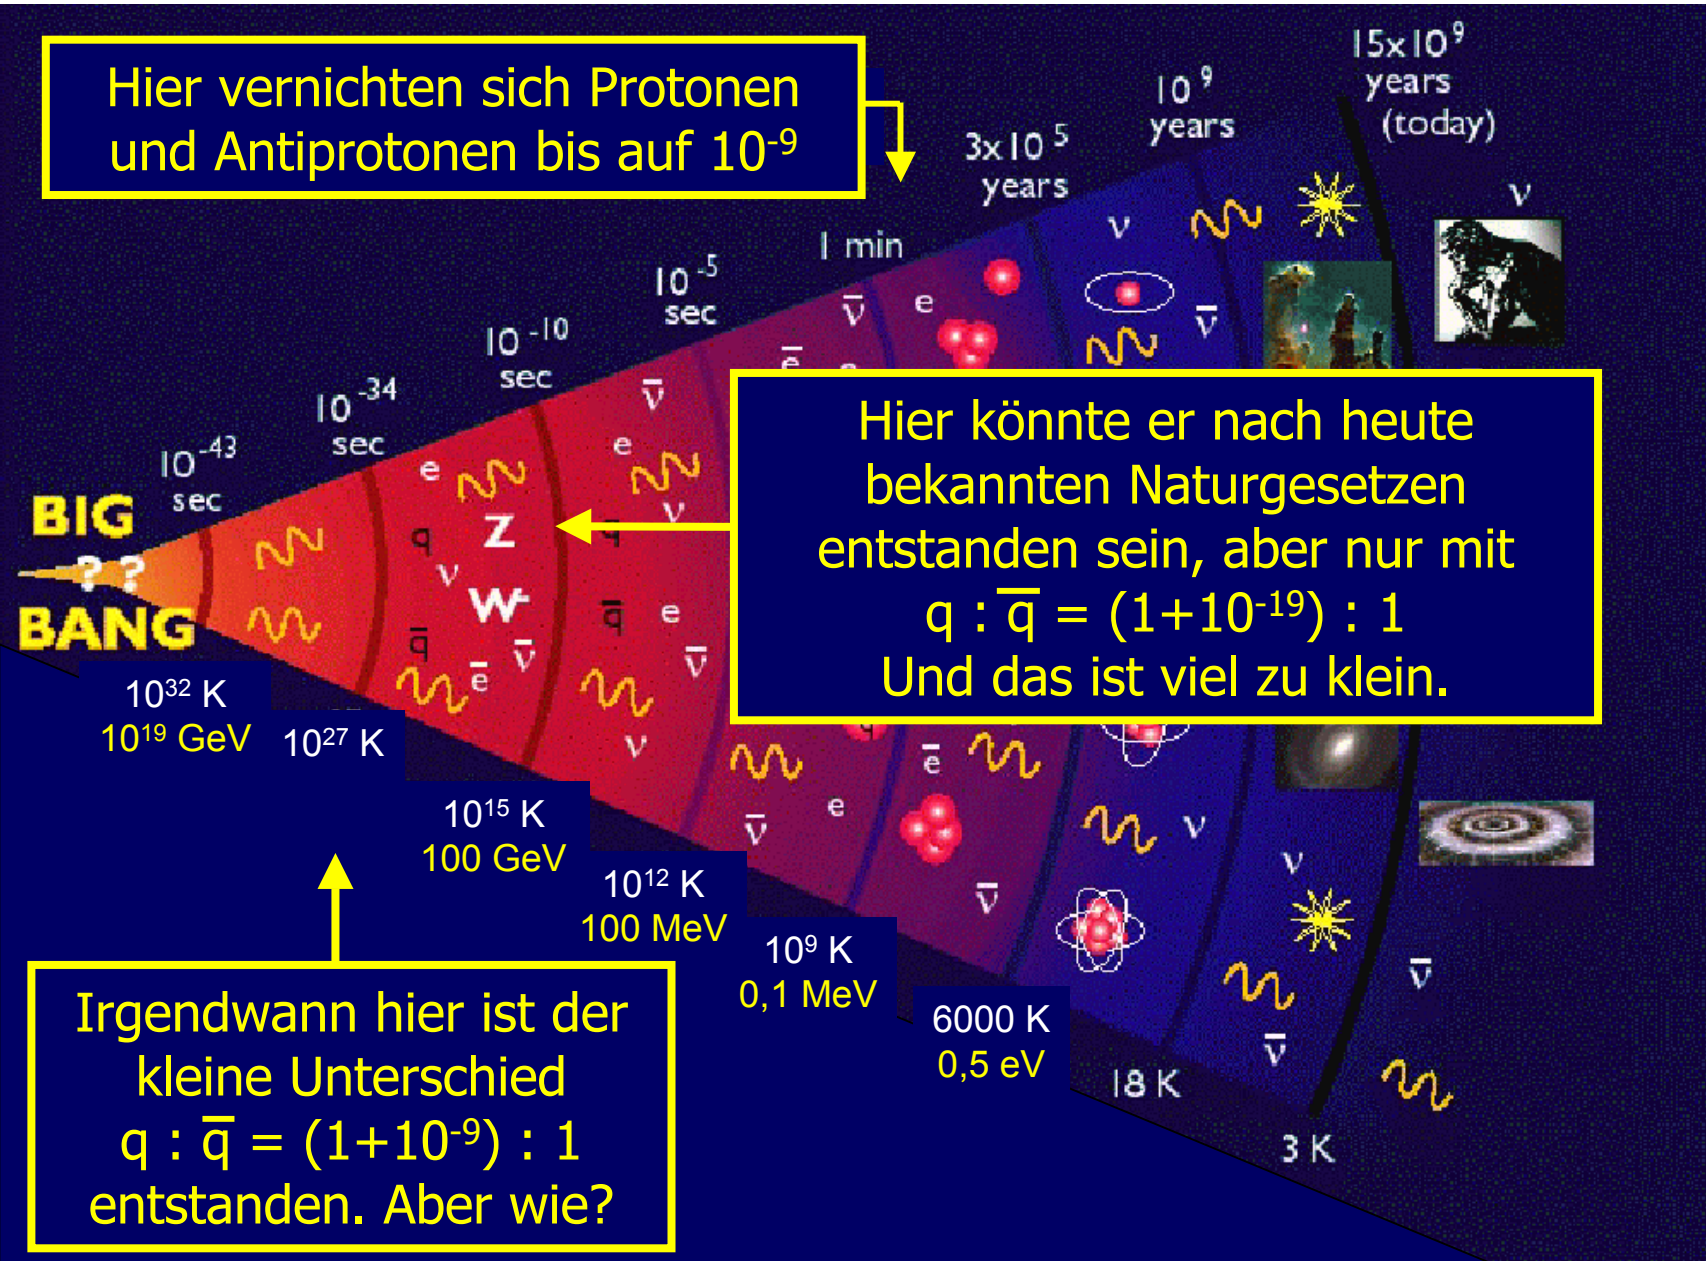 Hier vernichten sich Protonen
und Antiprotonen bis auf 10⁻⁹
15x10⁹
years
(today)
10⁹
years
3x10⁵
years
1 min
10⁻⁵
sec
10⁻¹⁰
sec
10⁻³⁴
sec
10⁻⁴³
sec
BIG
? ?
BANG
ν
ν
ν̅
e
ν̅
e̅
ν̅
e
e
ν
q
Z
ν
W
q̅
e̅
ν̅
q̅
e
ν̅
ν
Hier könnte er nach heute
bekannten Naturgesetzen
entstanden sein, aber nur mit
q : q̅ = (1+10⁻¹⁹) : 1
Und das ist viel zu klein.
e̅
e
ν̅
ν̅
ν
ν
ν̅
ν̅
10³² K
10¹⁹ GeV
10²⁷ K
10¹⁵ K
100 GeV
10¹² K
100 MeV
10⁹ K
0,1 MeV
6000 K
0,5 eV
18 K
3 K
Irgendwann hier ist der
kleine Unterschied
q : q̅ = (1+10⁻⁹) : 1
entstanden. Aber wie?